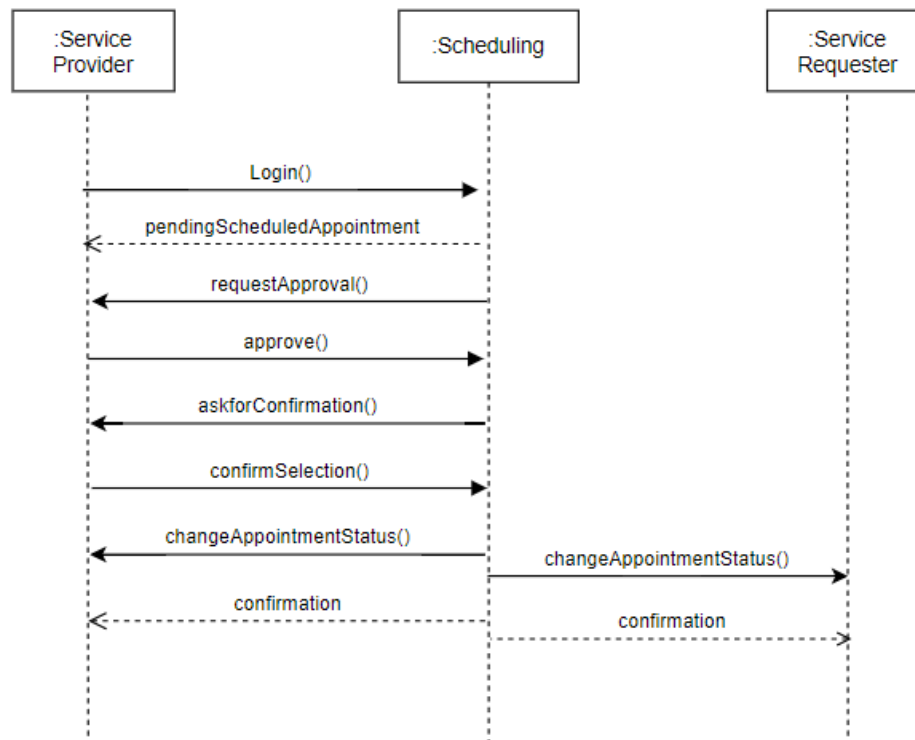 :Service
Provider
:Scheduling
:Service
Requester
Login()
pendingScheduledAppointment
requestApproval()
approve()
askforConfirmation()
confirmSelection()
changeAppointmentStatus()
changeAppointmentStatus()
confirmation
confirmation